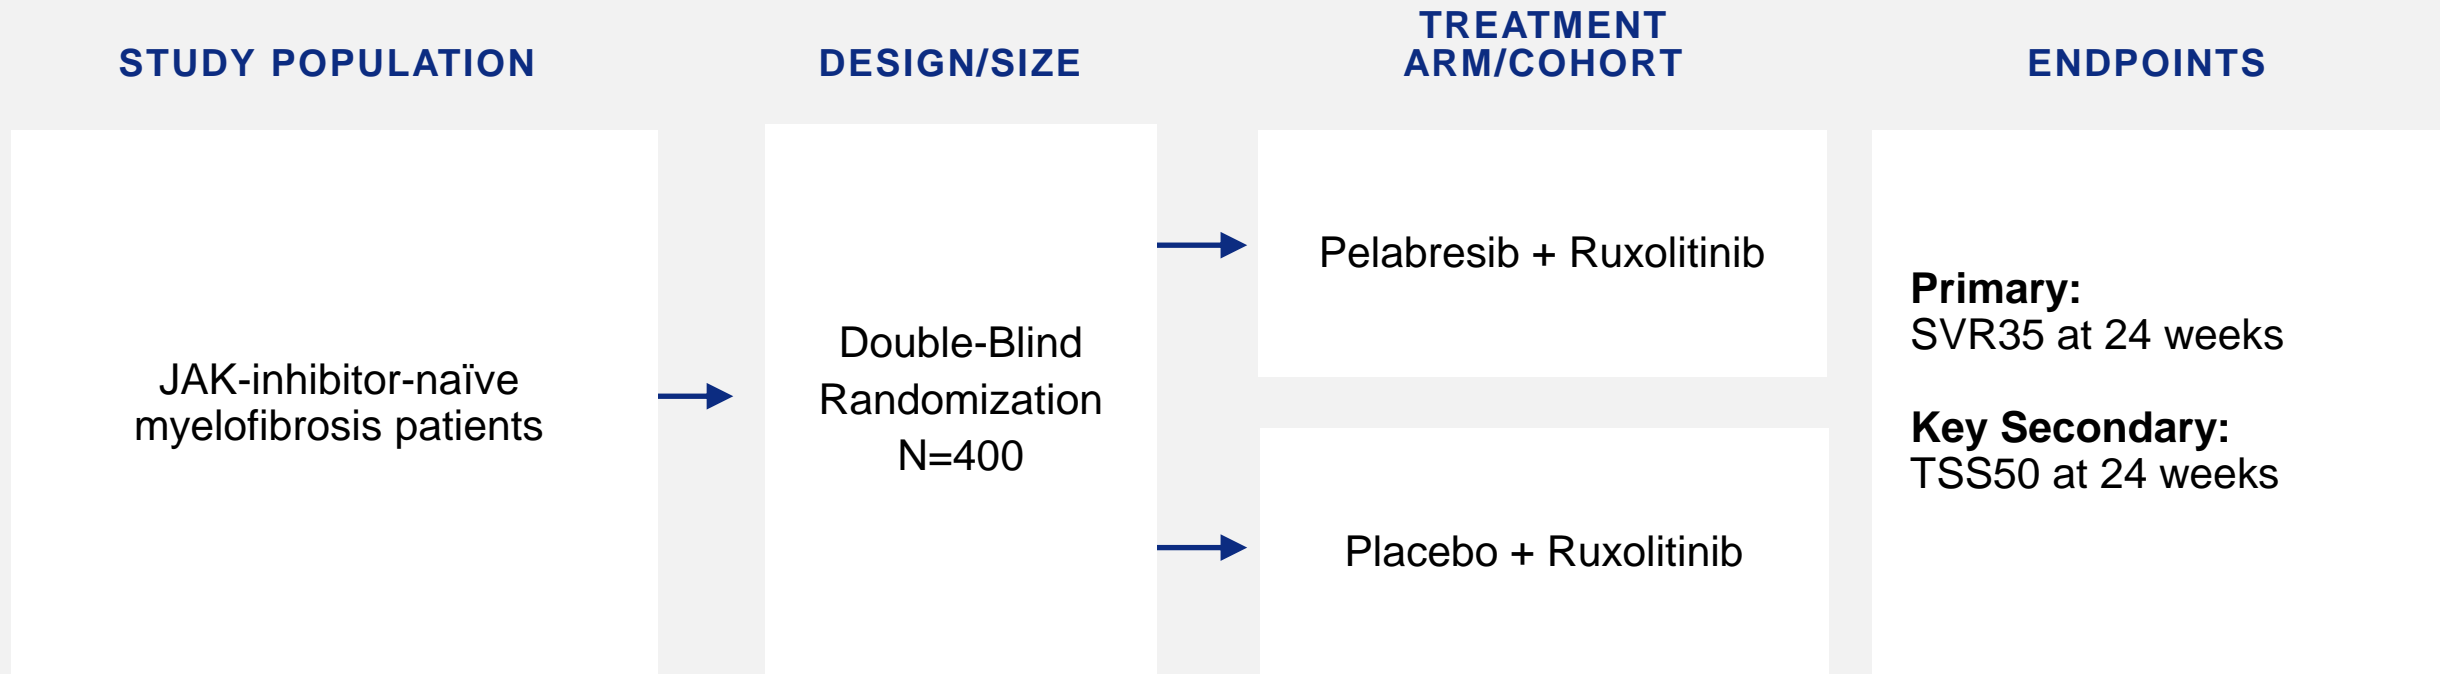 STUDY POPULATION
DESIGN/SIZE
TREATMENT
ARM/COHORT
ENDPOINTS
JAK-inhibitor-naïve
myelofibrosis patients
Double-Blind
Randomization
N=400
Pelabresib + Ruxolitinib
Placebo + Ruxolitinib
Primary:
SVR35 at 24 weeks
Key Secondary:
TSS50 at 24 weeks